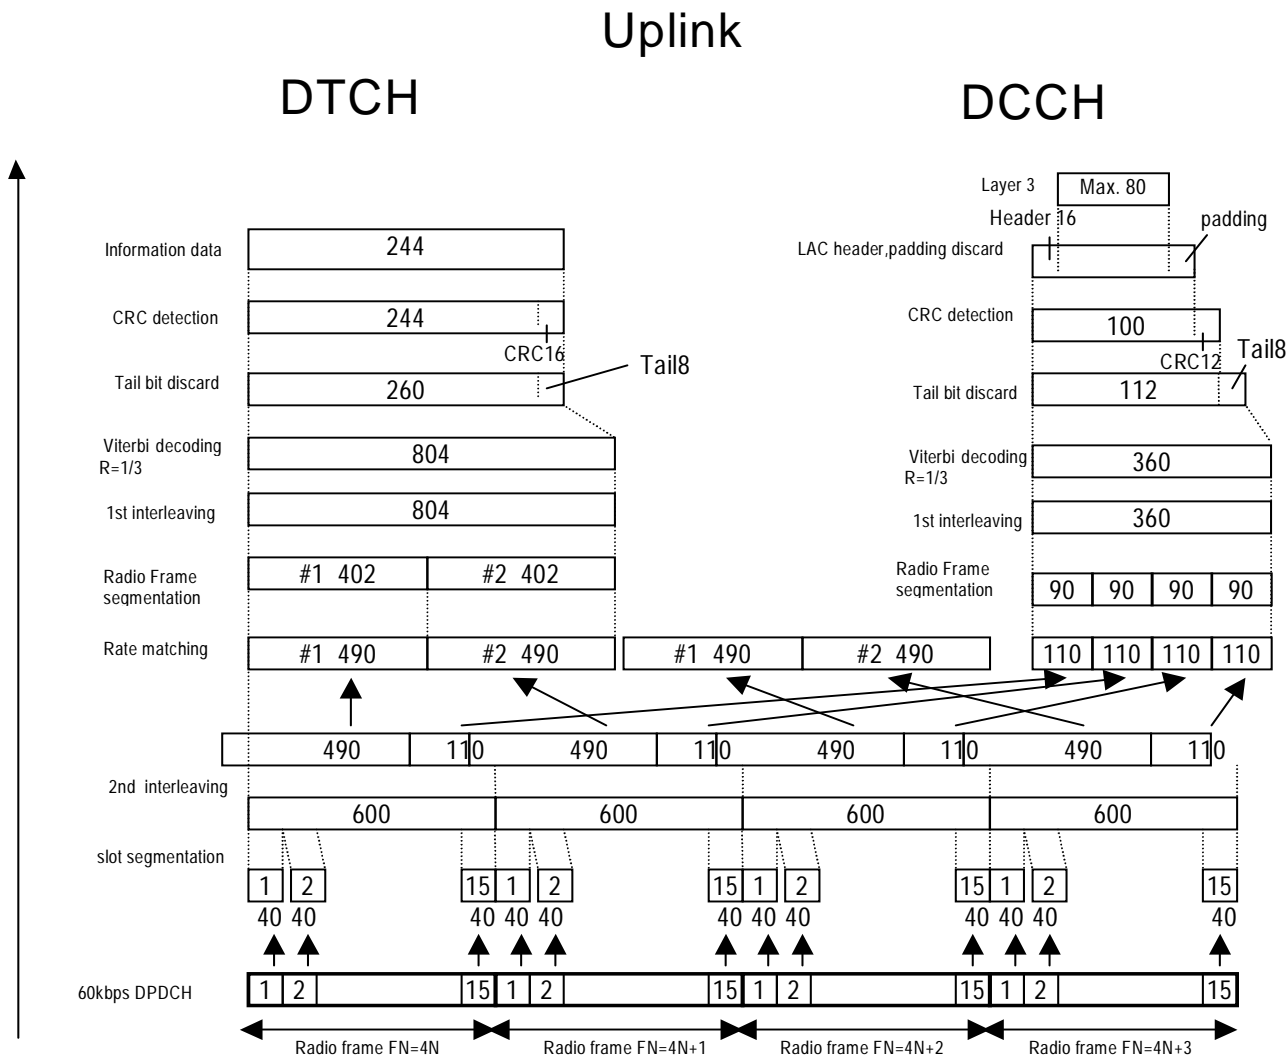 Uplink
DTCH
DCCH
Layer 3
Max. 80
Header 16
padding
Information data
244
LAC header,padding discard
CRC detection
244
CRC16
CRC detection
100
CRC12
Tail bit discard
260
Tail8
Tail bit discard
112
Tail8
Viterbi decoding
R=1/3
804
Viterbi decoding
R=1/3
360
1st interleaving
804
1st interleaving
360
Radio Frame
segmentation
#1 402
#2 402
Radio Frame
segmentation
90 90 90 90
Rate matching
#1 490
#2 490
#1 490
#2 490
110 110 110 110
490 110 490 110 490 110 490 110
2nd interleaving
600 600 600 600
slot segmentation
1 2 15 1 2 15 1 2 15 1 2 15
40 40 40 40 40 40 40 40 40 40 40 40
60kbps DPDCH
1 2 15 1 2 15 1 2 15 1 2 15
Radio frame FN=4N
Radio frame FN=4N+1
Radio frame FN=4N+2
Radio frame FN=4N+3